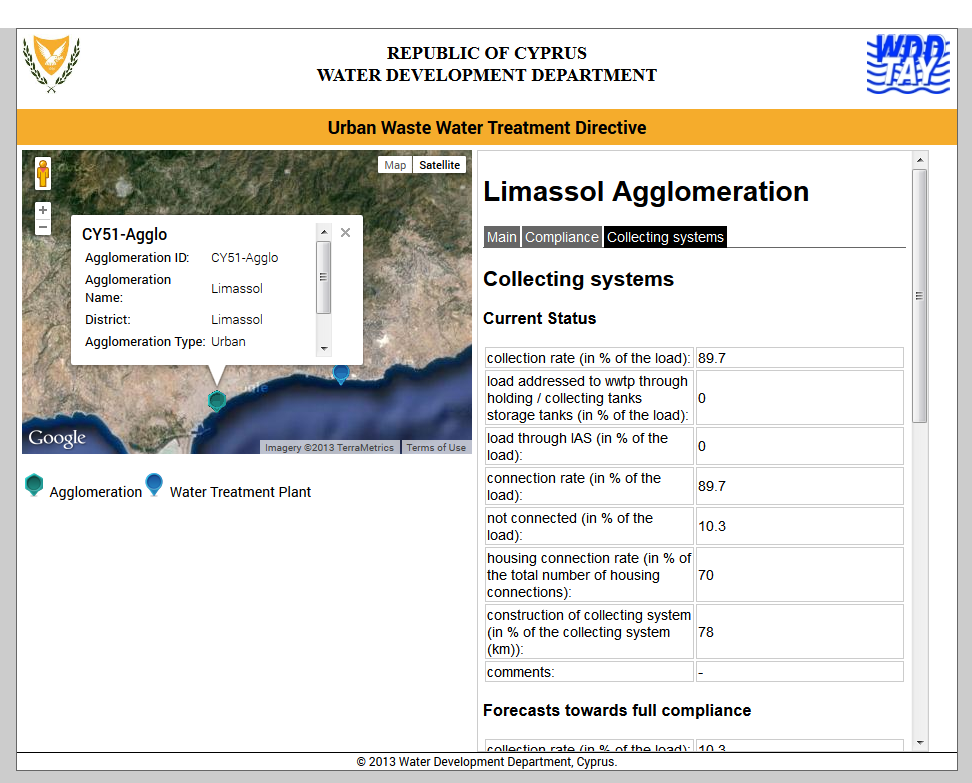 REPUBLIC OF CYPRUS
WATER DEVELOPMENT DEPARTMENT
WDD
TAY
Urban Waste Water Treatment Directive
Map
Satellite
+
−
CY51-Agglo
Agglomeration ID: CY51-Agglo
Agglomeration
Name: Limassol
District: Limassol
Agglomeration Type: Urban
Google
Imagery ©2013 TerraMetrics
Terms of Use
Agglomeration
Water Treatment Plant
Limassol Agglomeration
Main Compliance Collecting systems
Collecting systems
Current Status
collection rate (in % of the load): 89.7
load addressed to wwtp through
holding / collecting tanks
storage tanks (in % of the load): 0
load through IAS (in % of the
load): 0
connection rate (in % of the
load): 89.7
not connected (in % of the
load): 10.3
housing connection rate (in % of
the total number of housing
connections): 70
construction of collecting system
(in % of the collecting system
(km)): 78
comments: -
Forecasts towards full compliance
collection rate (in % of the load): 10.3
© 2013 Water Development Department, Cyprus.